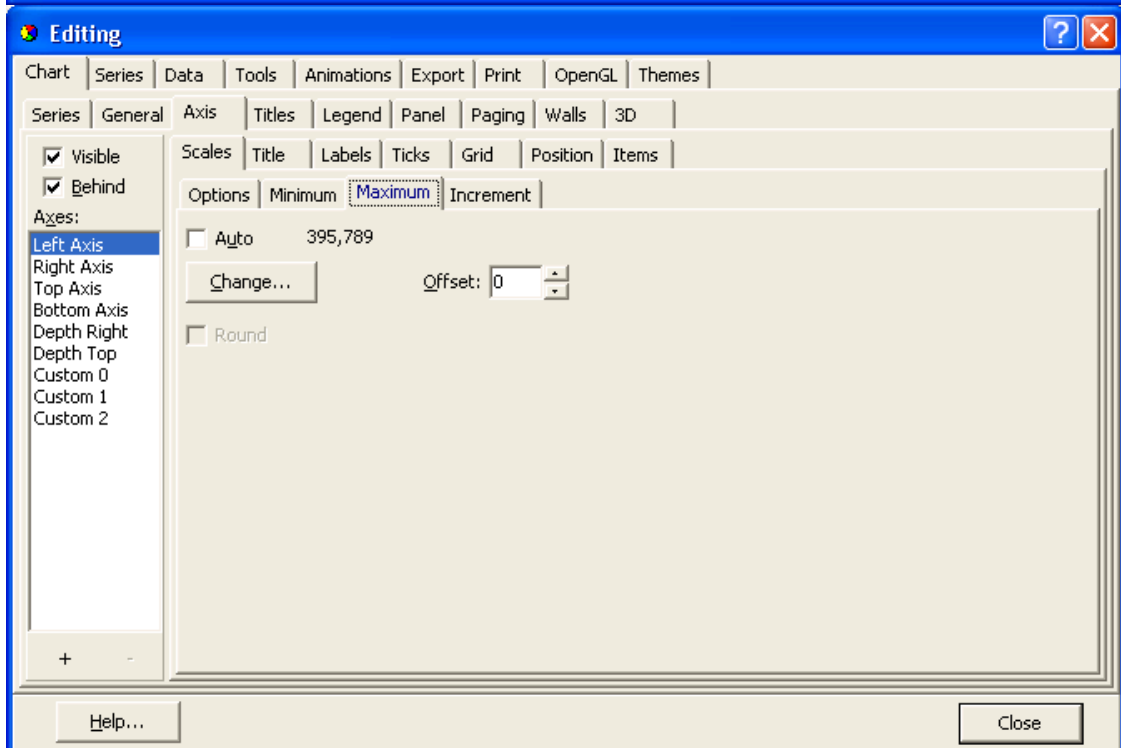 Editing
Chart Series Data Tools Animations Export Print OpenGL Themes
Series General Axis Titles Legend Panel Paging Walls 3D
Visible
Behind
Axes:
Left Axis
Right Axis
Top Axis
Bottom Axis
Depth Right
Depth Top
Custom 0
Custom 1
Custom 2
+ -
Scales Title Labels Ticks Grid Position Items
Options Minimum Maximum Increment
Auto 395,789
Change... Offset: 0
Round
Help... Close